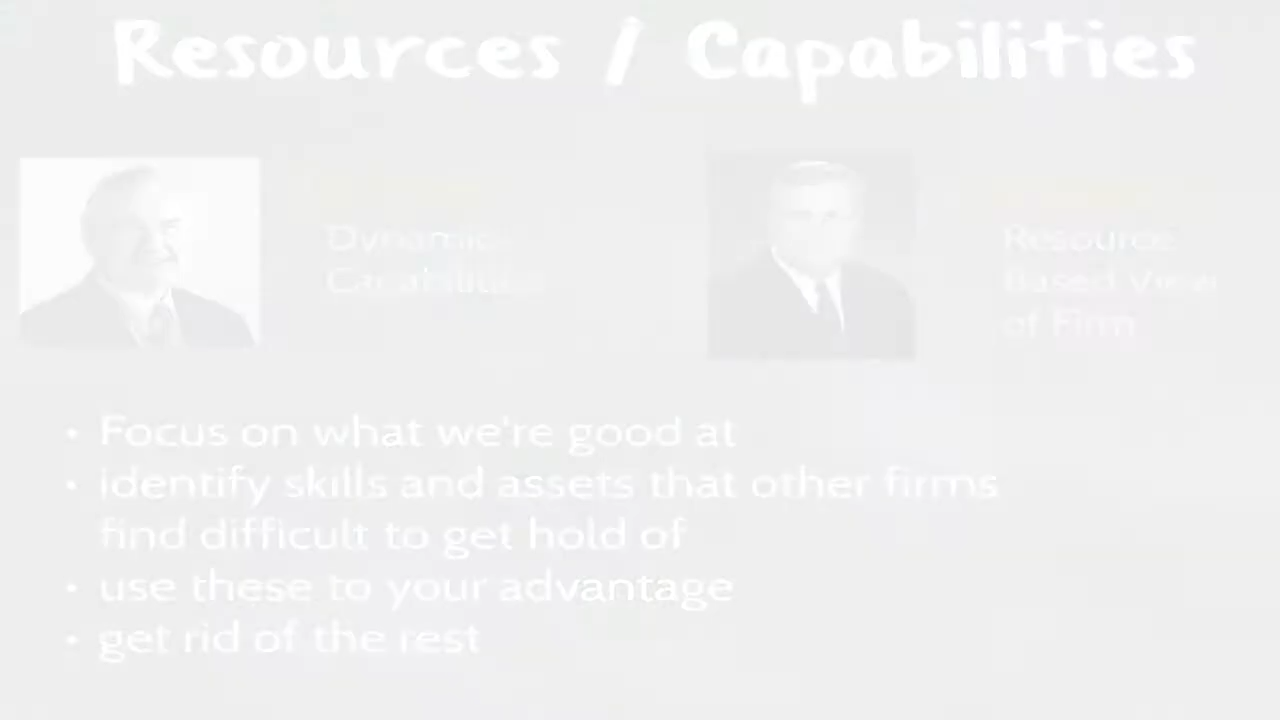 Resources / Capabilities
Dynamic
Capabilities
Resource
Based View
of Firm
• Focus on what we're good at
• identify skills and assets that other firms
find difficult to get hold of
• use these to your advantage
• get rid of the rest